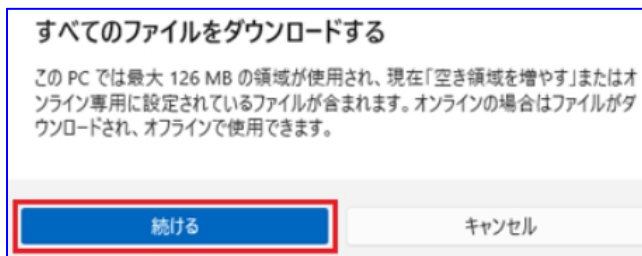 すべてのファイルをダウンロードする
この PC では最大 126 MB の領域が使用され、現在「空き領域を増やす」またはオ
ンライン専用に設定されているファイルが含まれます。オンラインの場合はファイルがダ
ウンロードされ、オフラインで使用できます。
続ける
キャンセル